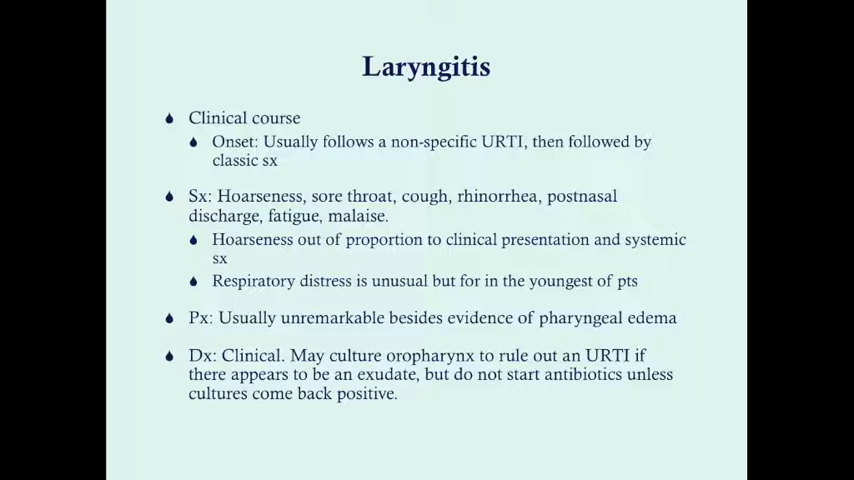 Laryngitis
Clinical course
Onset: Usually follows a non-specific URTI, then followed by
classic sx
Sx: Hoarseness, sore throat, cough, rhinorrhea, postnasal
discharge, fatigue, malaise.
Hoarseness out of proportion to clinical presentation and systemic
sx
Respiratory distress is unusual but for in the youngest of pts
Px: Usually unremarkable besides evidence of pharyngeal edema
Dx: Clinical. May culture oropharynx to rule out an URTI if
there appears to be an exudate, but do not start antibiotics unless
cultures come back positive.